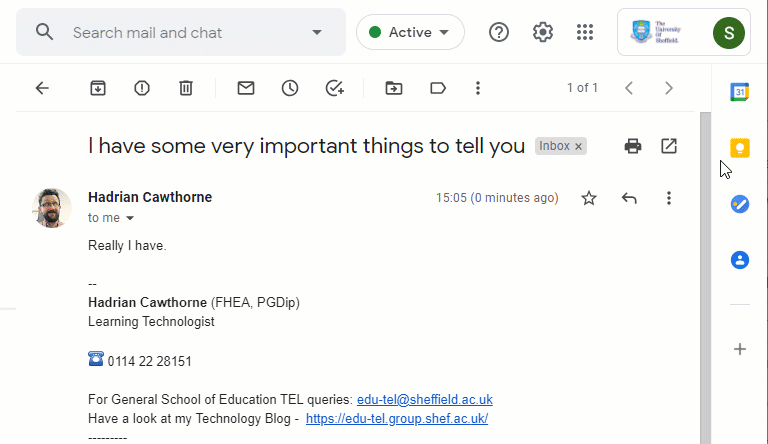 Search mail and chat
Active
The
University
Of
Sheffield.
S
1 of 1
31
I have some very important things to tell you
Inbox ×
Hadrian Cawthorne
15:05 (0 minutes ago)
to me
Really I have.
--
Hadrian Cawthorne (FHEA, PGDip)
Learning Technologist
0114 22 28151
For General School of Education TEL queries: edu-tel@sheffield.ac.uk
Have a look at my Technology Blog - https://edu-tel.group.shef.ac.uk/
---------